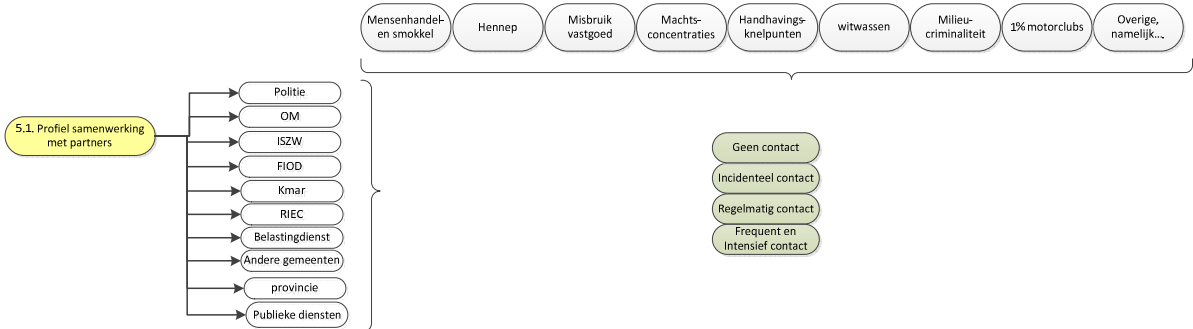 Mensenhandel-
en smokkel
Hennep
Misbruik
vastgoed
Machts-
concentraties
Handhavings-
knelpunten
witwassen
Milieu-
criminaliteit
1% motorclubs
Overige,
namelijk...,
5.1. Profiel samenwerking
met partners
Politie
OM
ISZW
FIOD
Kmar
RIEC
Belastingdienst
Andere gemeenten
provincie
Publieke diensten
Geen contact
Incidenteel contact
Regelmatig contact
Frequent en
Intensief contact